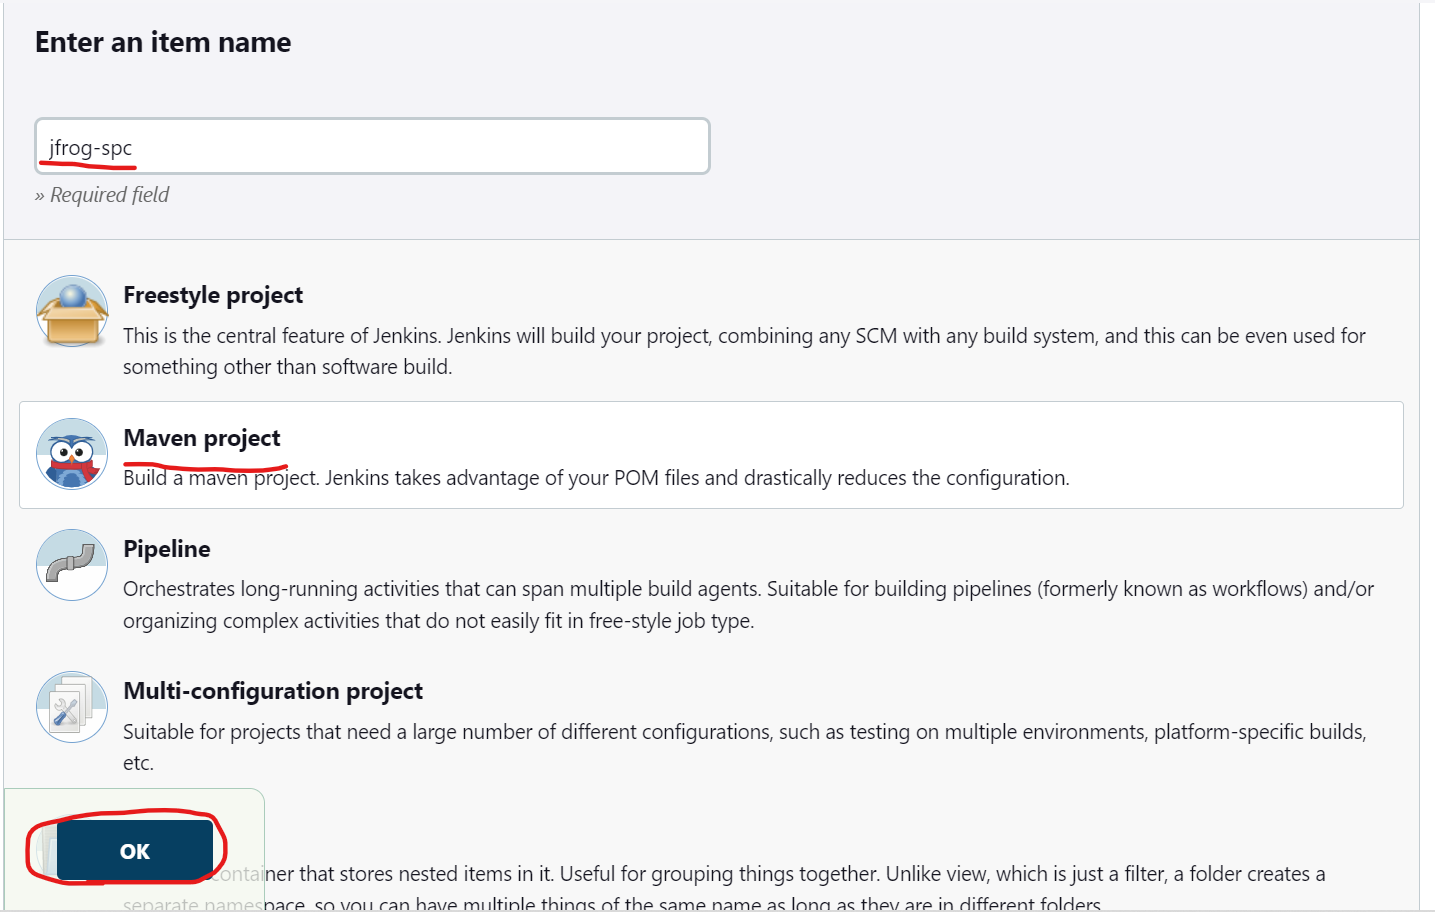 Enter an item name
jfrog-spc
» Required field
Freestyle project
This is the central feature of Jenkins. Jenkins will build your project, combining any SCM with any build system, and this can be even used for
something other than software build.
Maven project
Build a maven project. Jenkins takes advantage of your POM files and drastically reduces the configuration.
Pipeline
Orchestrates long-running activities that can span multiple build agents. Suitable for building pipelines (formerly known as workflows) and/or
organizing complex activities that do not easily fit in free-style job type.
Multi-configuration project
Suitable for projects that need a large number of different configurations, such as testing on multiple environments, platform-specific builds,
etc.
OK
container that stores nested items in it. Useful for grouping things together. Unlike view, which is just a filter, a folder creates a
separate namespace, so you can have multiple things of the same name as long as they are in different folders.